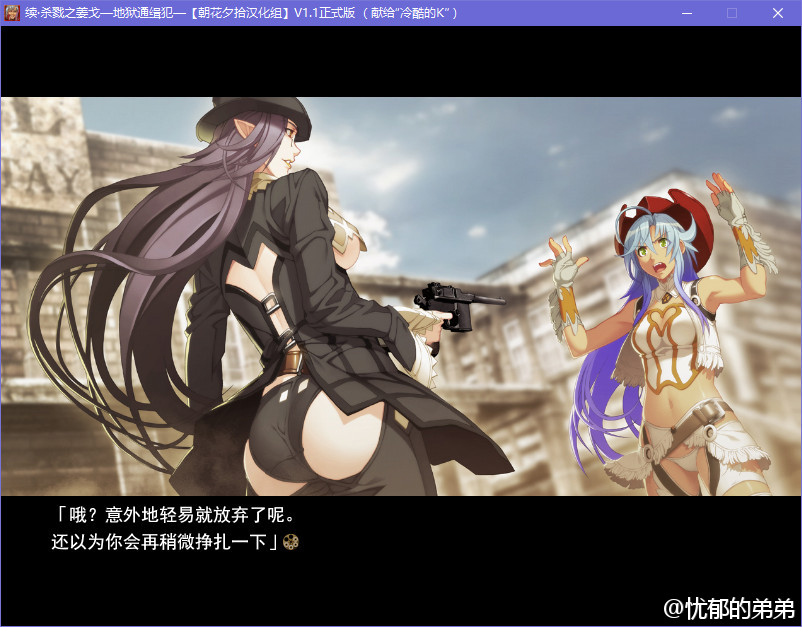 续·杀戮之姜戈—地狱通缉犯—【朝花夕拾汉化组】V1.1正式版 （献给“冷酷的K”）
「哦？意外地轻易就放弃了呢。
还以为你会再稍微挣扎一下」
@忧郁的弟弟